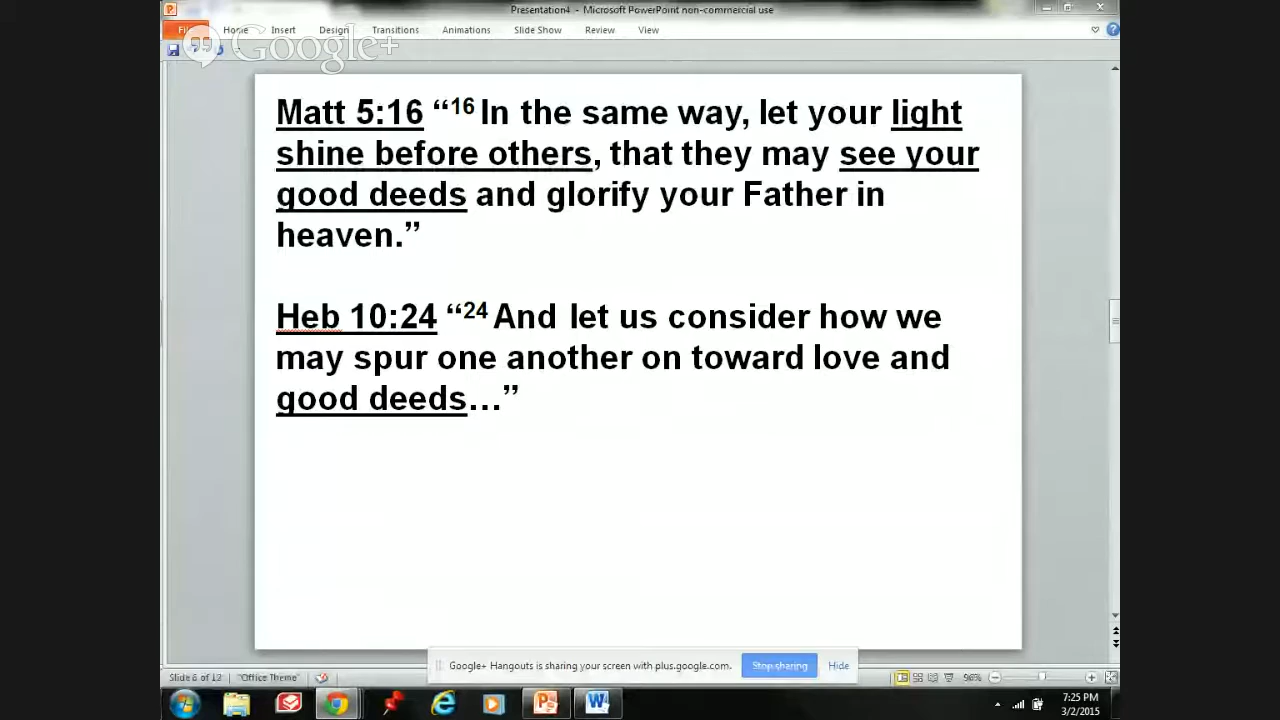 Presentation4 - Microsoft PowerPoint non-commercial use
File Home Insert Design Transitions Animations Slide Show Review View
Google+
Matt 5:16 “16 In the same way, let your light
shine before others, that they may see your
good deeds and glorify your Father in
heaven.”
Heb 10:24 “24 And let us consider how we
may spur one another on toward love and
good deeds…”
Google+ Hangouts is sharing your screen with plus.google.com. Stop sharing Hide
Slide 6 of 12 "Office Theme" 96%
7:25 PM
3/2/2015